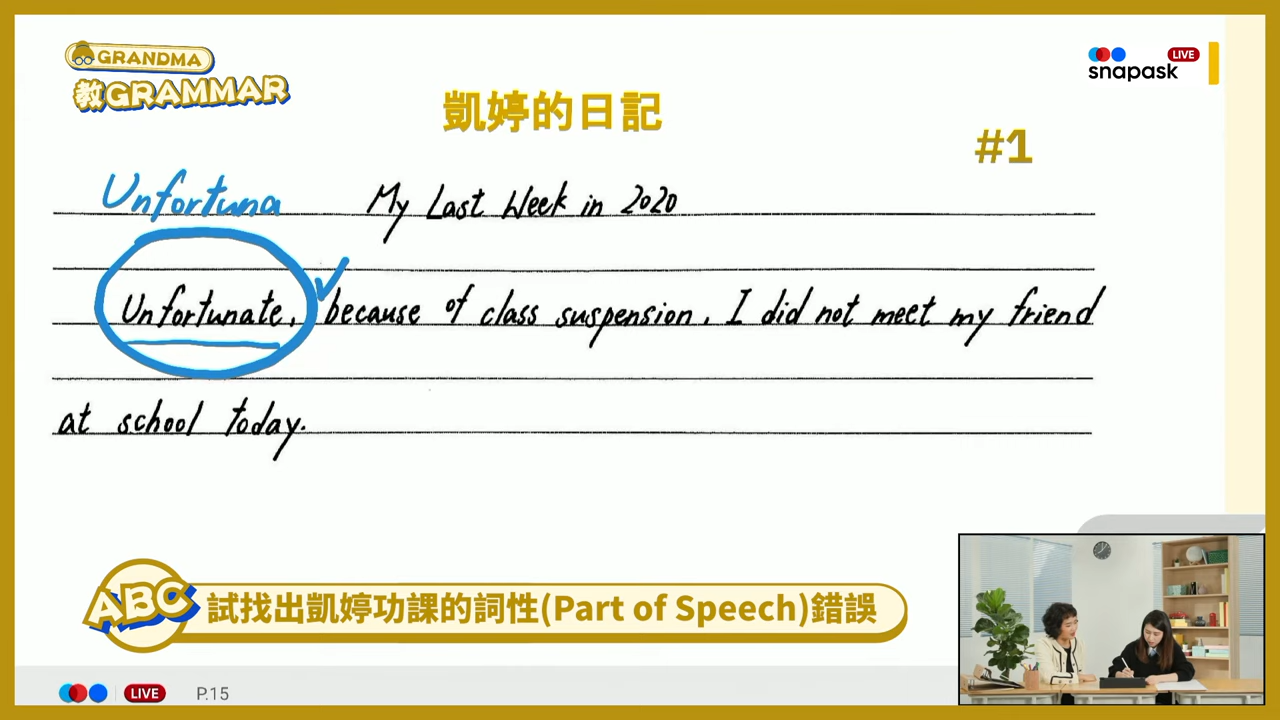 GRANDMA
教GRAMMAR
LIVE
snapask
凱婷的日記
#1
Unfortuna
My Last Week in 2020
Unfortunate, because of class suspension, I did not meet my friend
at school today.
ABC
試找出凱婷功課的詞性(Part of Speech)錯誤
LIVE
P.15